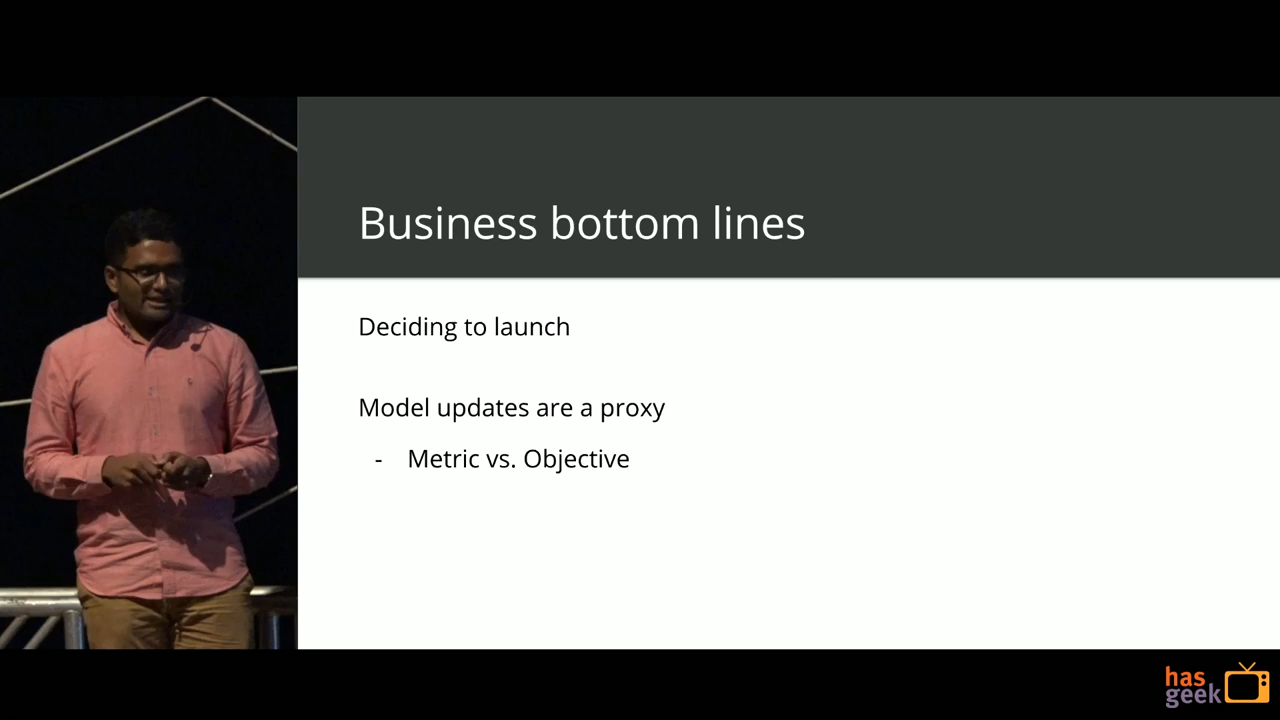 Business bottom lines
Deciding to launch
Model updates are a proxy
- Metric vs. Objective
has
geek